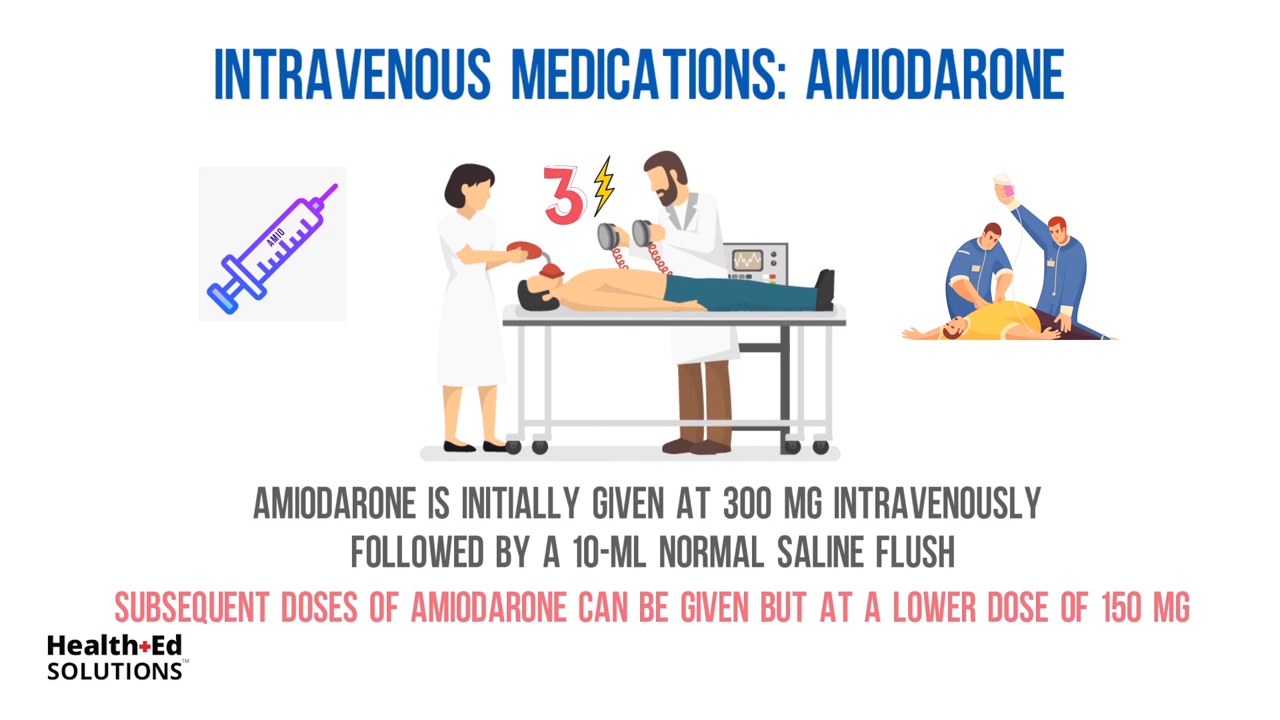 INTRAVENOUS MEDICATIONS: AMIODARONE
AMIO
3
AMIODARONE IS INITIALLY GIVEN AT 300 MG INTRAVENOUSLY
FOLLOWED BY A 10-ML NORMAL SALINE FLUSH
SUBSEQUENT DOSES OF AMIODARONE CAN BE GIVEN BUT AT A LOWER DOSE OF 150 MG
Health+Ed
SOLUTIONS™